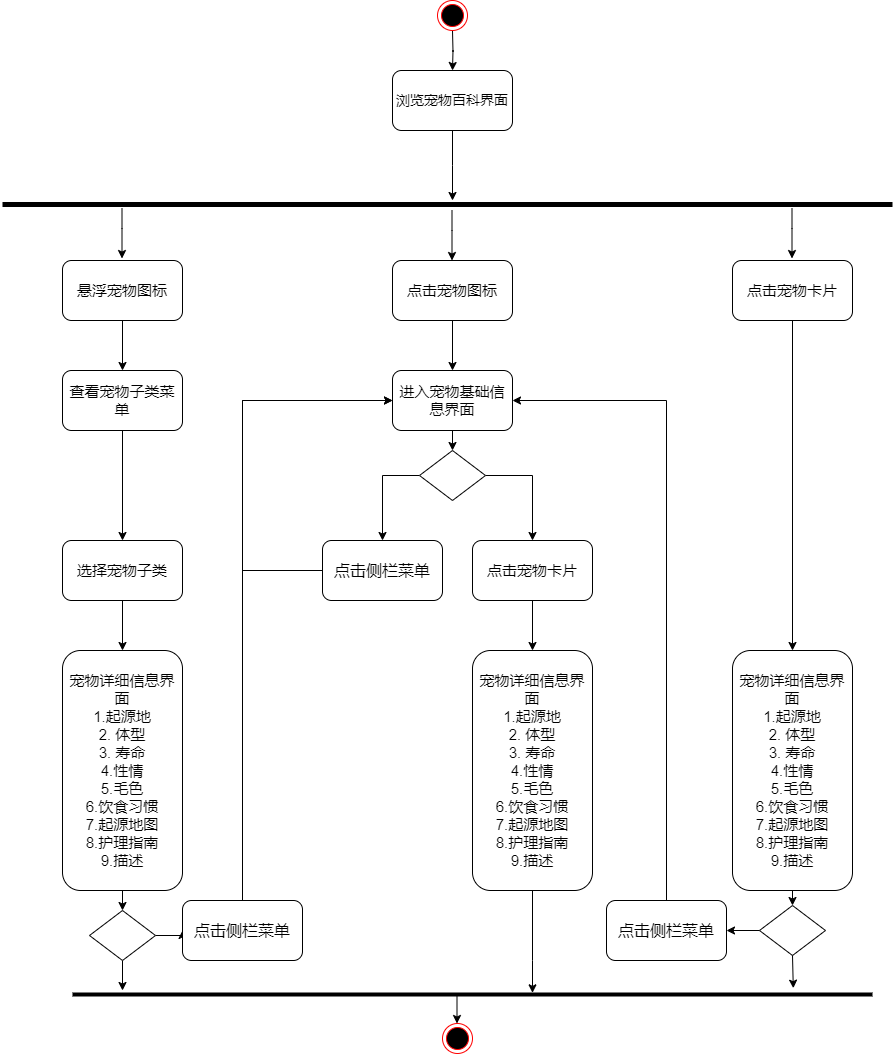 浏览宠物百科界面
悬浮宠物图标
点击宠物图标
点击宠物卡片
查看宠物子类菜
单
进入宠物基础信
息界面
选择宠物子类
点击侧栏菜单
点击宠物卡片
宠物详细信息界
面
1.起源地
2. 体型
3. 寿命
4.性情
5.毛色
6.饮食习惯
7.起源地图
8.护理指南
9.描述
宠物详细信息界
面
1.起源地
2. 体型
3. 寿命
4.性情
5.毛色
6.饮食习惯
7.起源地图
8.护理指南
9.描述
宠物详细信息界
面
1.起源地
2. 体型
3. 寿命
4.性情
5.毛色
6.饮食习惯
7.起源地图
8.护理指南
9.描述
点击侧栏菜单
点击侧栏菜单